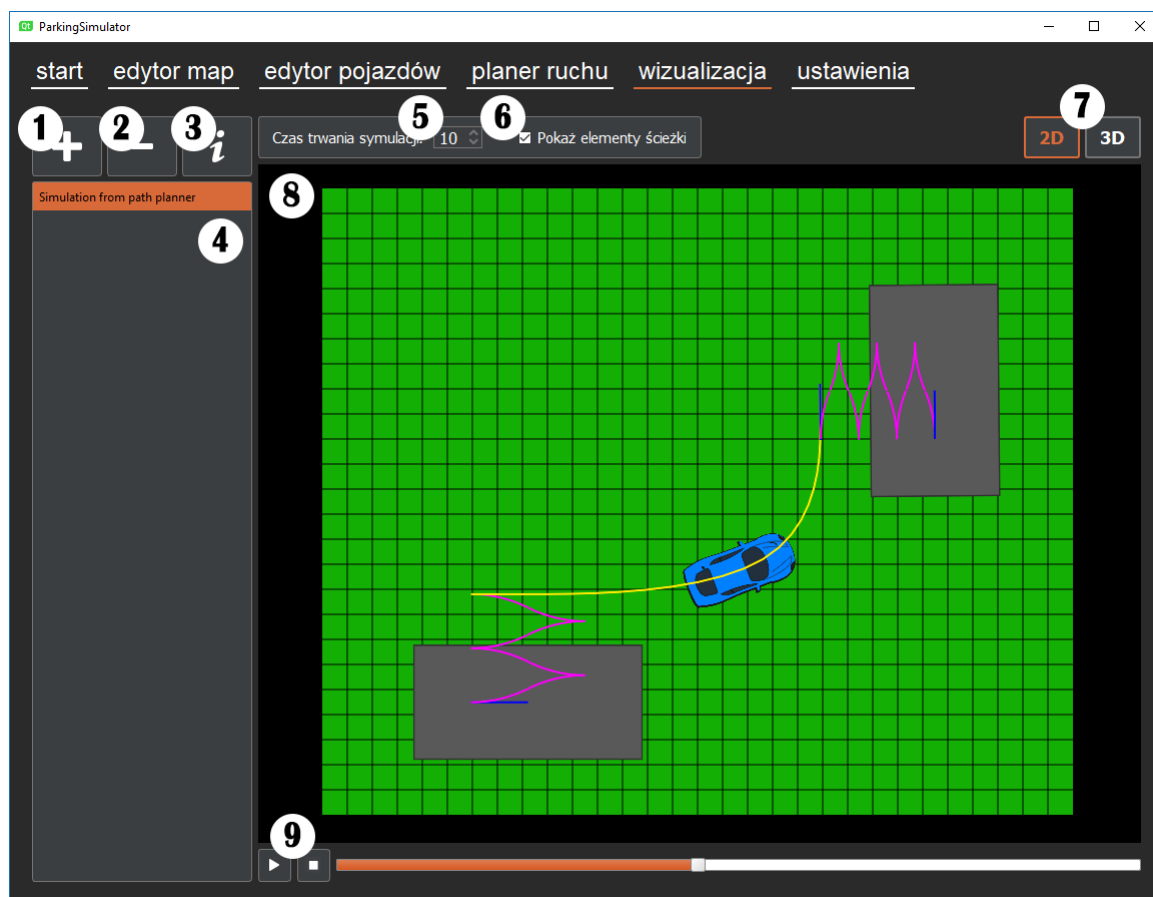 Qt ParkingSimulator
start edytor map edytor pojazdów planer ruchu wizualizacja ustawienia
1 2 3 5 6 7
+ − i Czas trwania symulacji: 10 Pokaż elementy ścieżki 2D 3D
Simulation from path planner 8
4
9